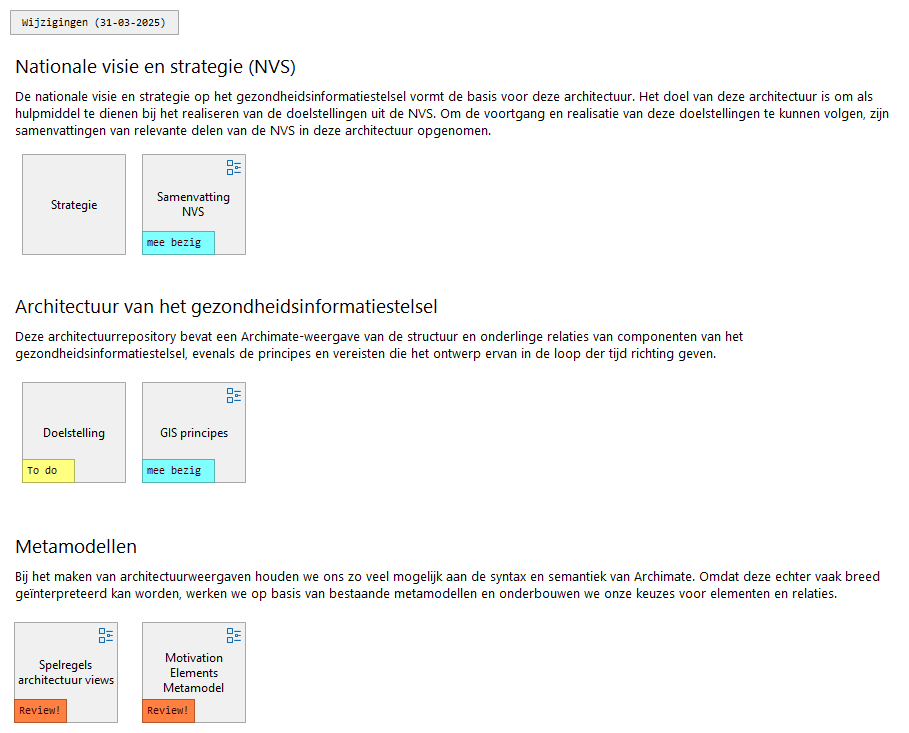 Wijzigingen (31-03-2025)
Nationale visie en strategie (NVS)
De nationale visie en strategie op het gezondheidsinformatiestelsel vormt de basis voor deze architectuur. Het doel van deze architectuur is om als
hulpmiddel te dienen bij het realiseren van de doelstellingen uit de NVS. Om de voortgang en realisatie van deze doelstellingen te kunnen volgen, zijn
samenvattingen van relevante delen van de NVS in deze architectuur opgenomen.
Strategie
Samenvatting
NVS
mee bezig
Architectuur van het gezondheidsinformatiestelsel
Deze architectuurrepository bevat een Archimate-weergave van de structuur en onderlinge relaties van componenten van het
gezondheidsinformatiestelsel, evenals de principes en vereisten die het ontwerp ervan in de loop der tijd richting geven.
Doelstelling
To do
GIS principes
mee bezig
Metamodellen
Bij het maken van architectuurweergaven houden we ons zo veel mogelijk aan de syntax en semantiek van Archimate. Omdat deze echter vaak breed
geïnterpreteerd kan worden, werken we op basis van bestaande metamodellen en onderbouwen we onze keuzes voor elementen en relaties.
Spelregels
architectuur views
Review!
Motivation
Elements
Metamodel
Review!